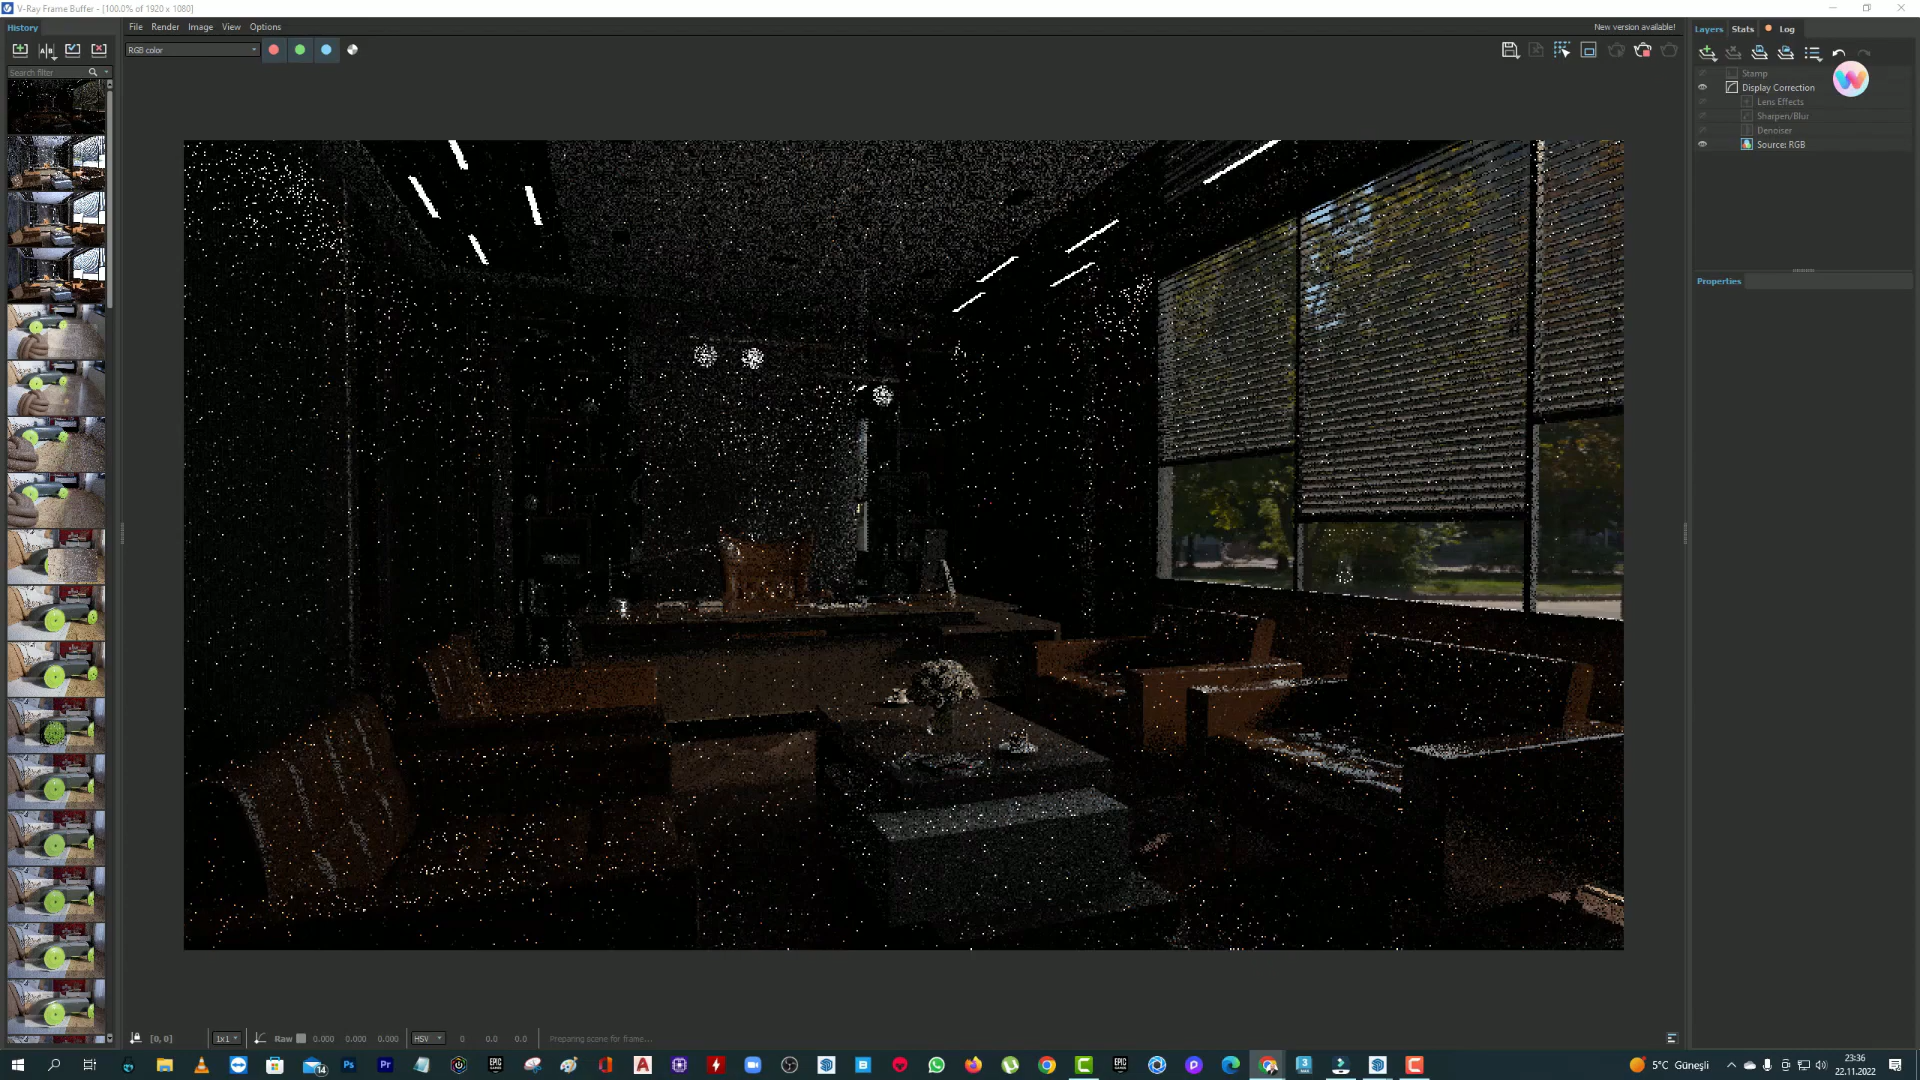 V-Ray Frame Buffer - [100.0% of 1920 x 1080]
History
File Render Image View Options
New version available!
Layers Stats Log
RGB color
Search filter
Stamp
Display Correction
Lens Effects
Sharpen/Blur
Denoiser
Source: RGB
Properties
[0, 0]
1x1
Raw 0.000 0.000 0.000
HSV
0 0.0 0.0
Preparing scene for frame...
14
5°C Güneşli
23:36
22.11.2022